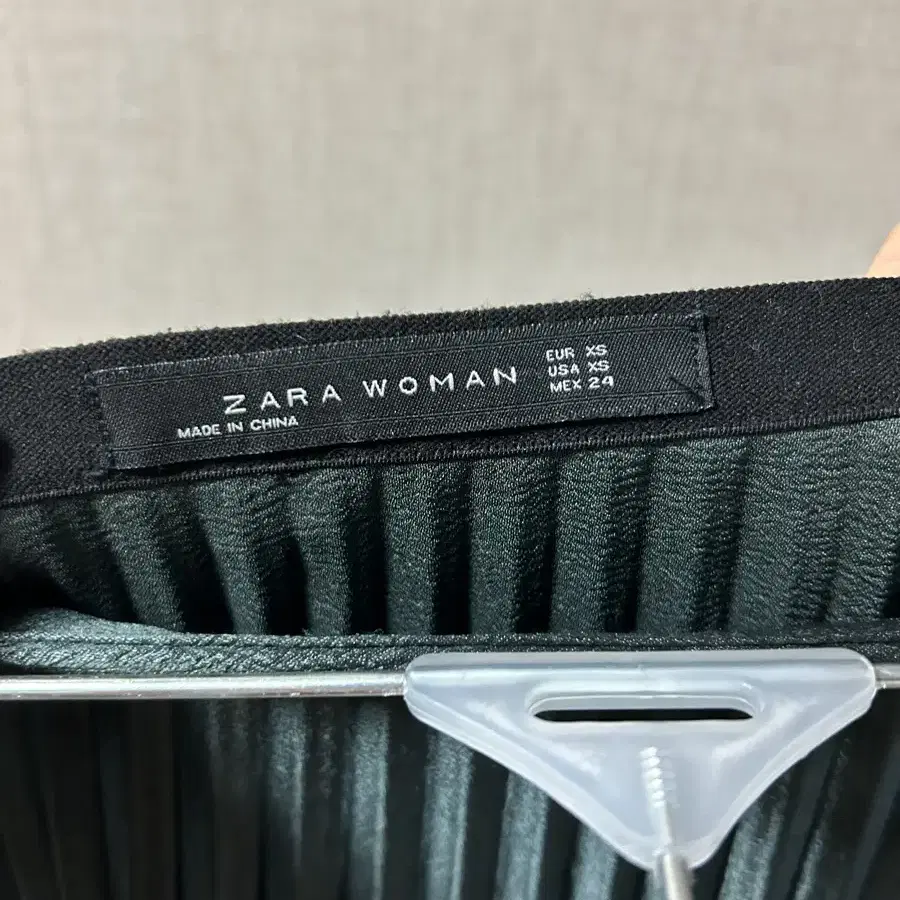 ZARA WOMAN
MADE IN CHINA
EUR XS
USA XS
MEX 24